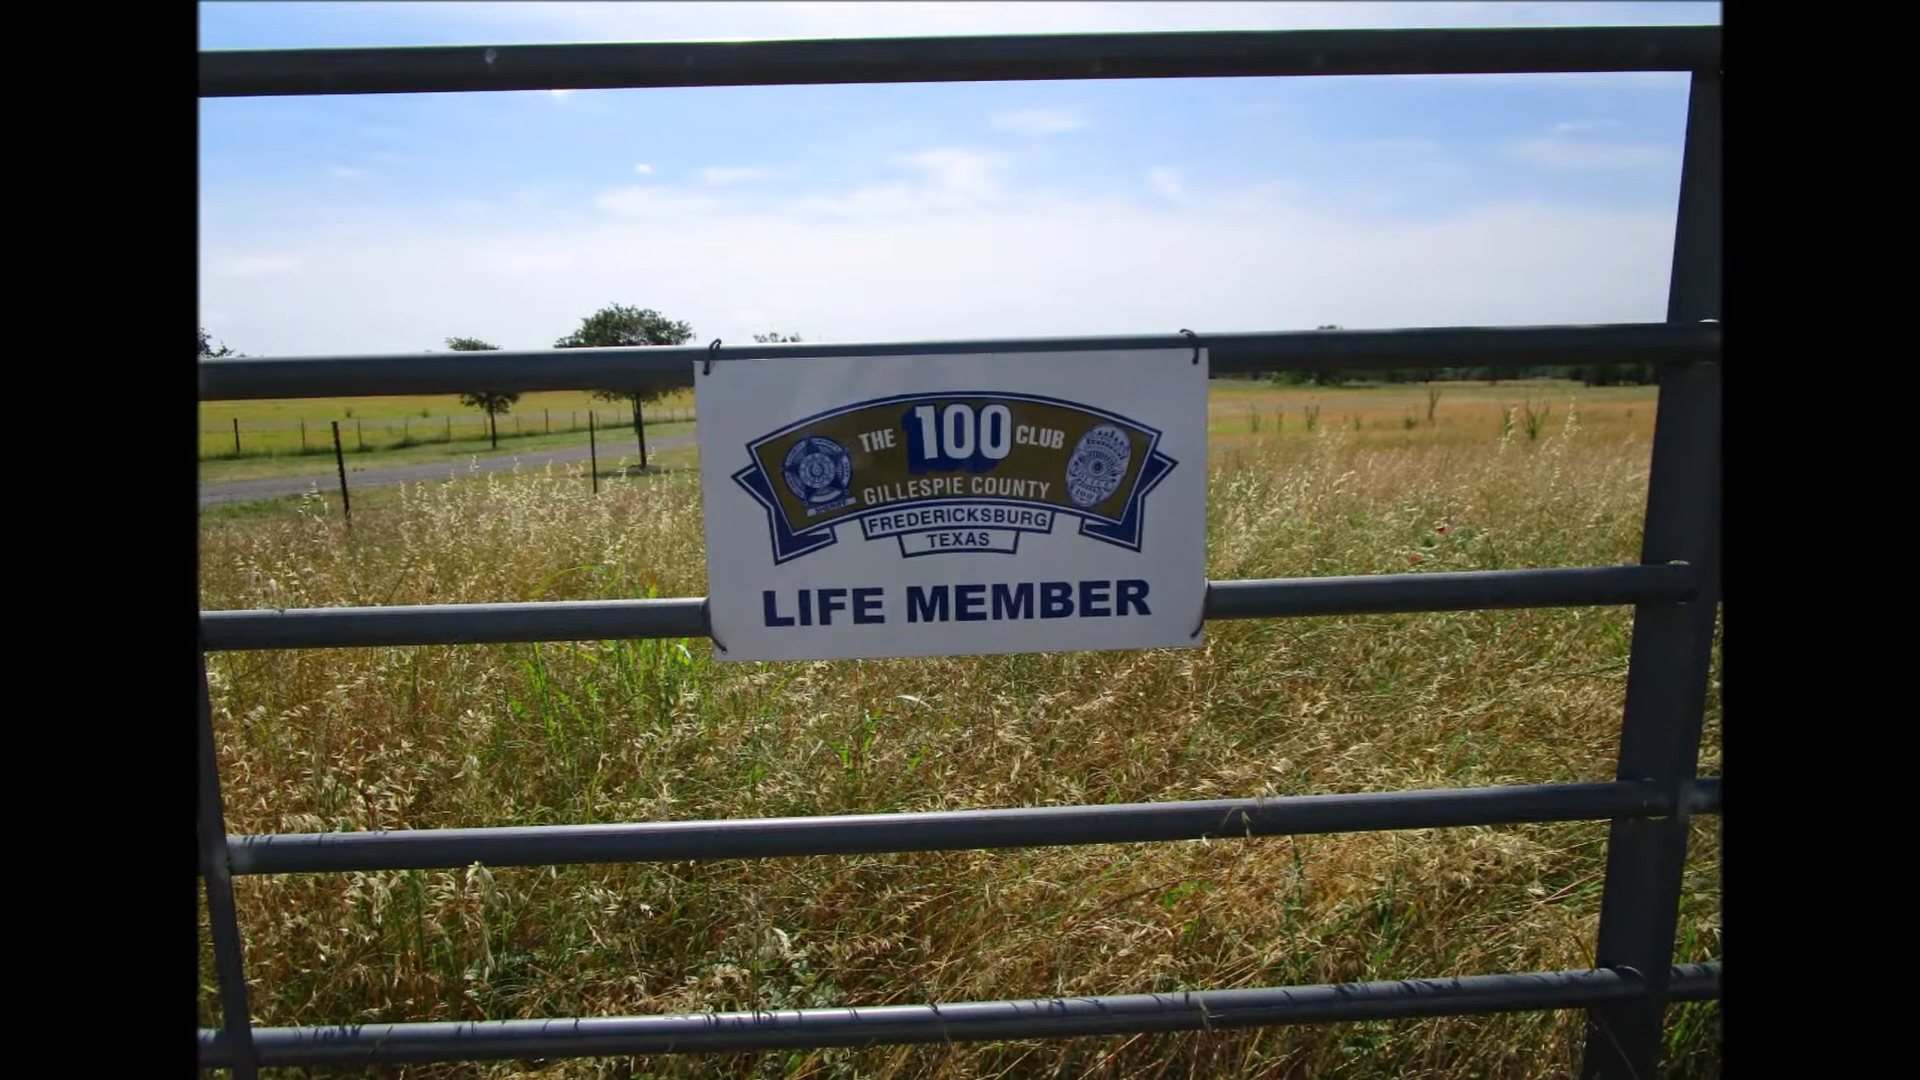 THE 100 CLUB
GILLESPIE COUNTY
FREDERICKSBURG
TEXAS
LIFE MEMBER